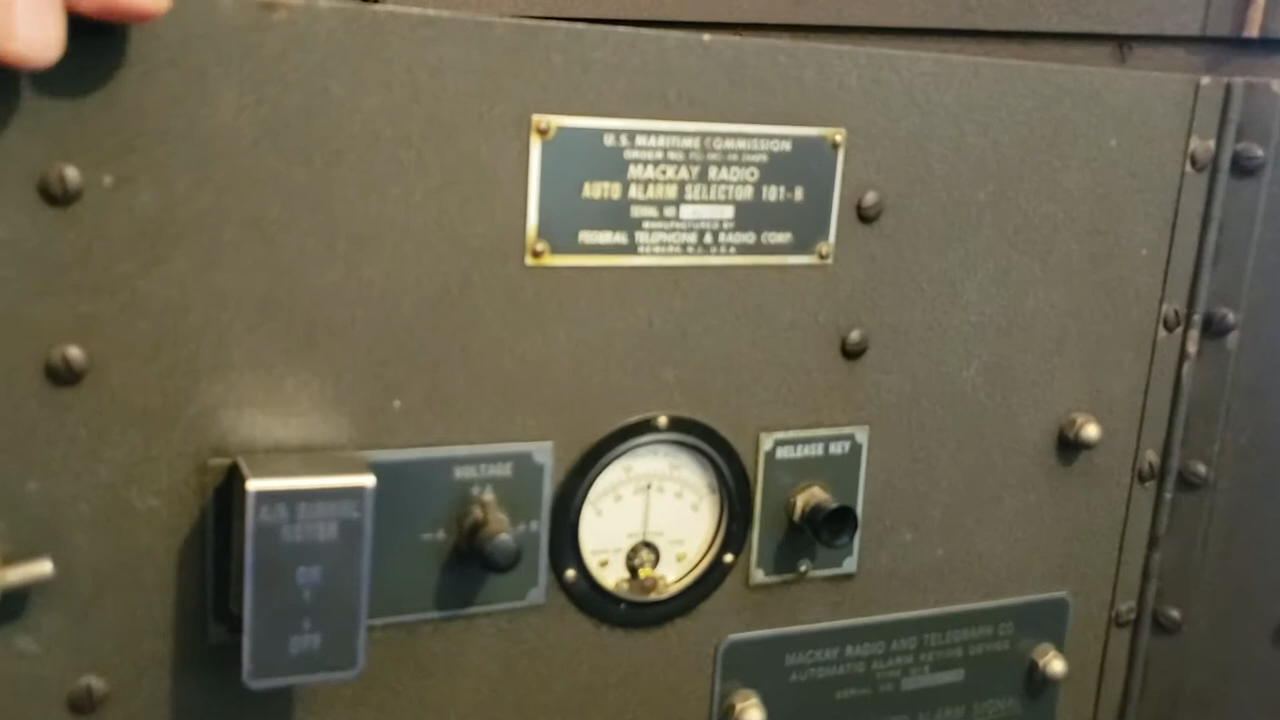 U.S. MARITIME COMMISSION
ORDER NO.
MACKAY RADIO
AUTO ALARM SELECTOR 101-B
SERIAL NO.
MANUFACTURED BY
FEDERAL TELEPHONE & RADIO CORP.
NEWARK, N.J. U.S.A.
VOLTAGE
RELEASE KEY
ON
OFF
MACKAY RADIO AND TELEGRAPH CO.
AUTOMATIC ALARM KEYING DEVICE
TYPE
SERIAL NO.
ALARM SIGNAL